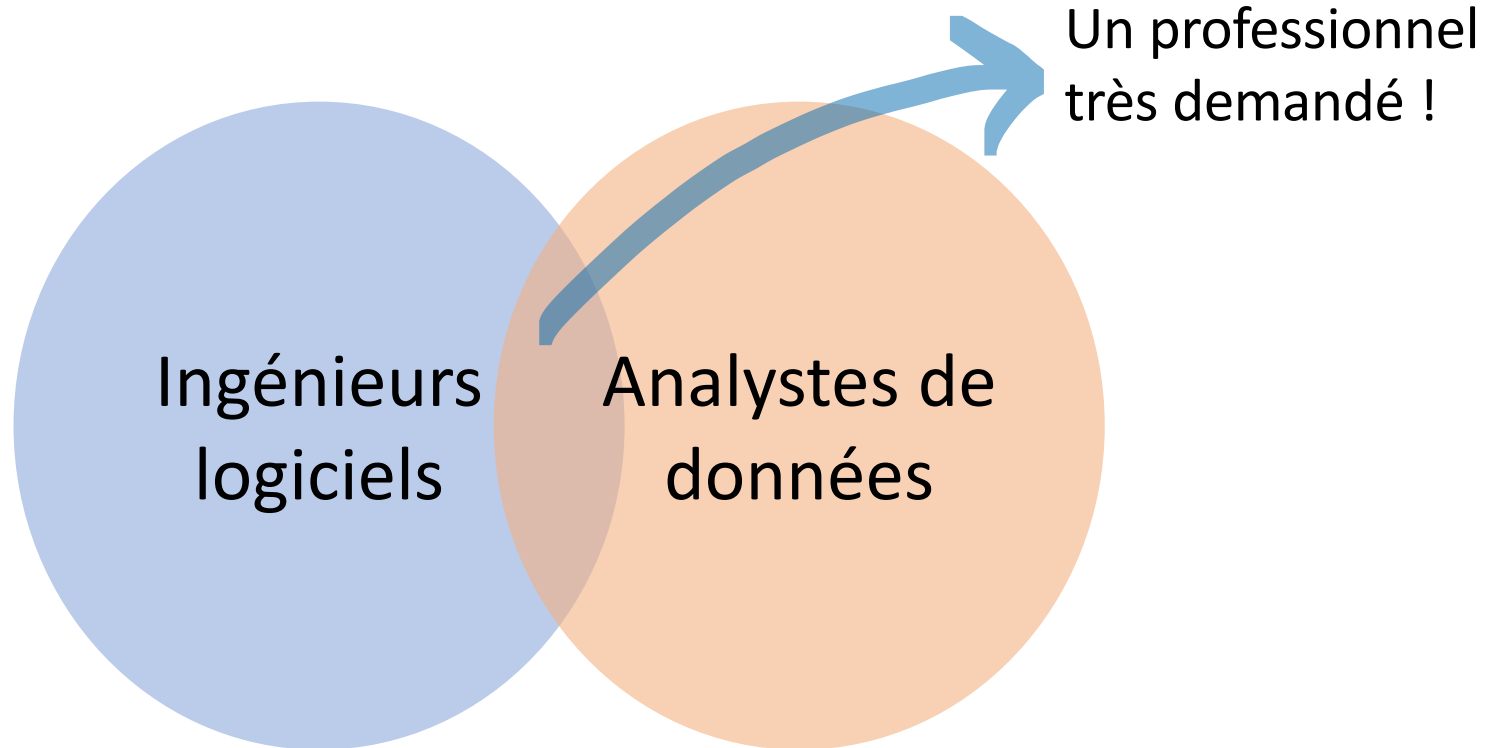 Un professionnel
très demandé !
Ingénieurs
logiciels
Analystes de
données